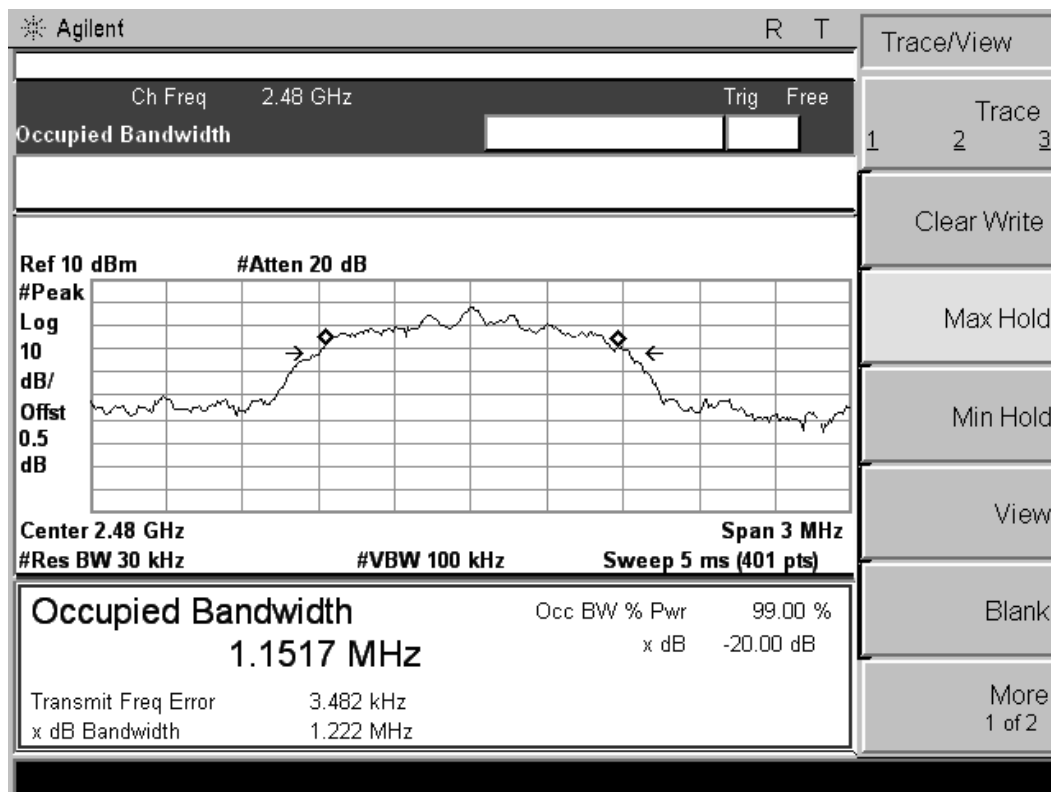 Agilent R T
Ch Freq 2.48 GHz Trig Free
Occupied Bandwidth
Ref 10 dBm #Atten 20 dB
#Peak
Log
10
dB/
Offst
0.5
dB
Center 2.48 GHz Span 3 MHz
#Res BW 30 kHz #VBW 100 kHz Sweep 5 ms (401 pts)
Occupied Bandwidth Occ BW % Pwr 99.00 %
1.1517 MHz x dB -20.00 dB
Transmit Freq Error 3.482 kHz
x dB Bandwidth 1.222 MHz
Trace/View
Trace
1 2 3
Clear Write
Max Hold
Min Hold
View
Blank
More
1 of 2